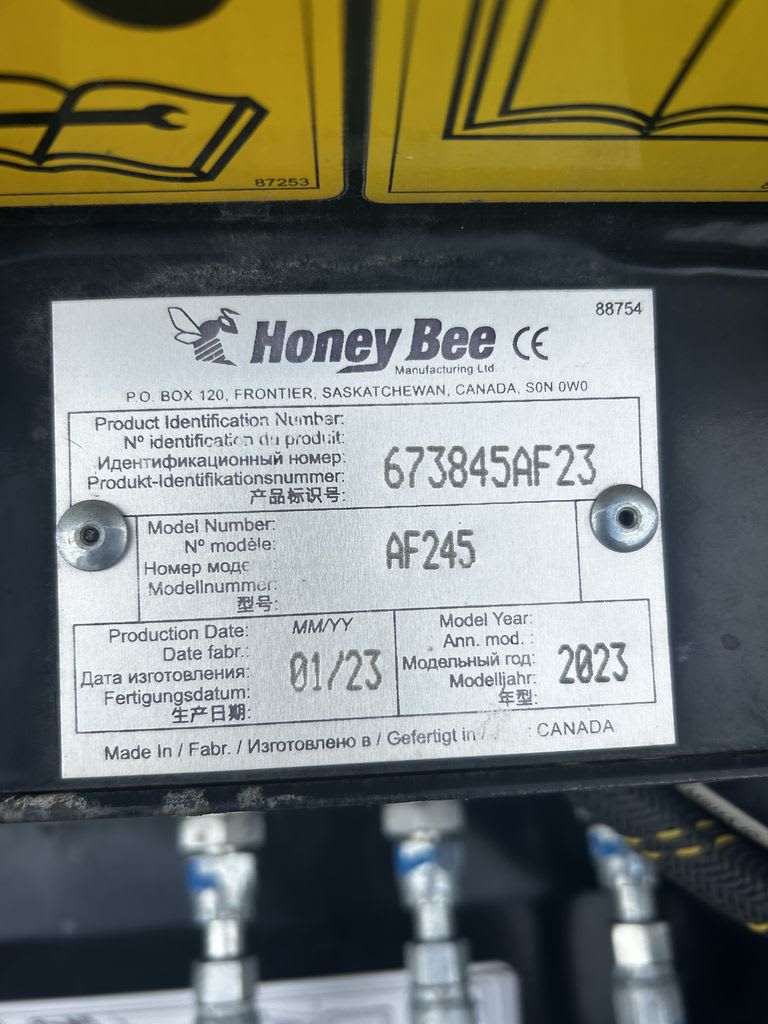 87253
88754
Honey Bee CE
Manufacturing Ltd
P.O. BOX 120, FRONTIER, SASKATCHEWAN, CANADA, S0N 0W0
Product Identification Number:
Nº identification du produit:
Идентификационный номер:
Produkt-Identifikationsnummer:
产品标识号:
673845AF23
Model Number:
Nº modèle:
Номер моде
Modellnummer:
型号:
AF245
Production Date:
Date fabr.:
Дата изготовления:
Fertigungsdatum:
生产日期:
MM/YY
01/23
Model Year:
Ann. mod. :
Модельный год:
Modelljahr:
年型:
2023
Made In / Fabr. / Изготовлено в / Gefertigt in / : CANADA